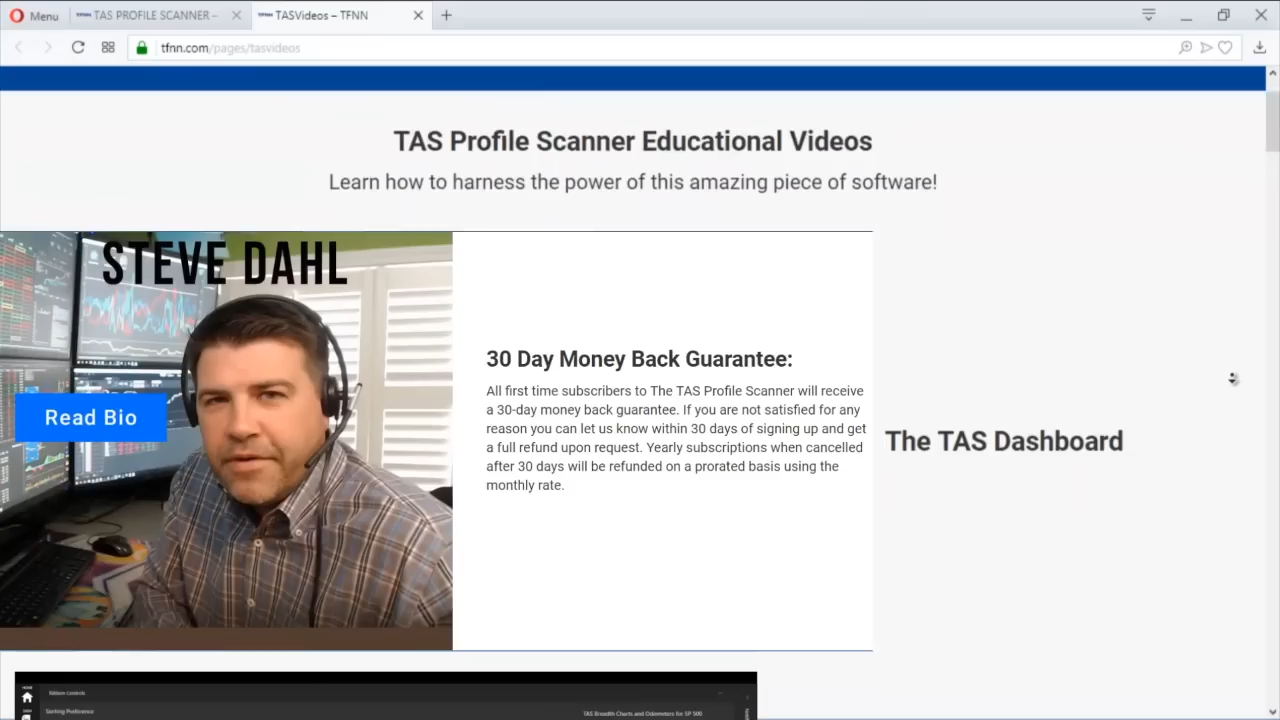 Menu
TAS PROFILE SCANNER –
TASVideos – TFNN
tfnn.com/pages/tasvideos
TAS Profile Scanner Educational Videos
Learn how to harness the power of this amazing piece of software!
STEVE DAHL
Read Bio
30 Day Money Back Guarantee:
All first time subscribers to The TAS Profile Scanner will receive
a 30-day money back guarantee. If you are not satisfied for any
reason you can let us know within 30 days of signing up and get
a full refund upon request. Yearly subscriptions when cancelled
after 30 days will be refunded on a prorated basis using the
monthly rate.
The TAS Dashboard
HOME
Ribbon Controls
Sorting Preference
TAS Breadth Charts and Odometers for SP 500